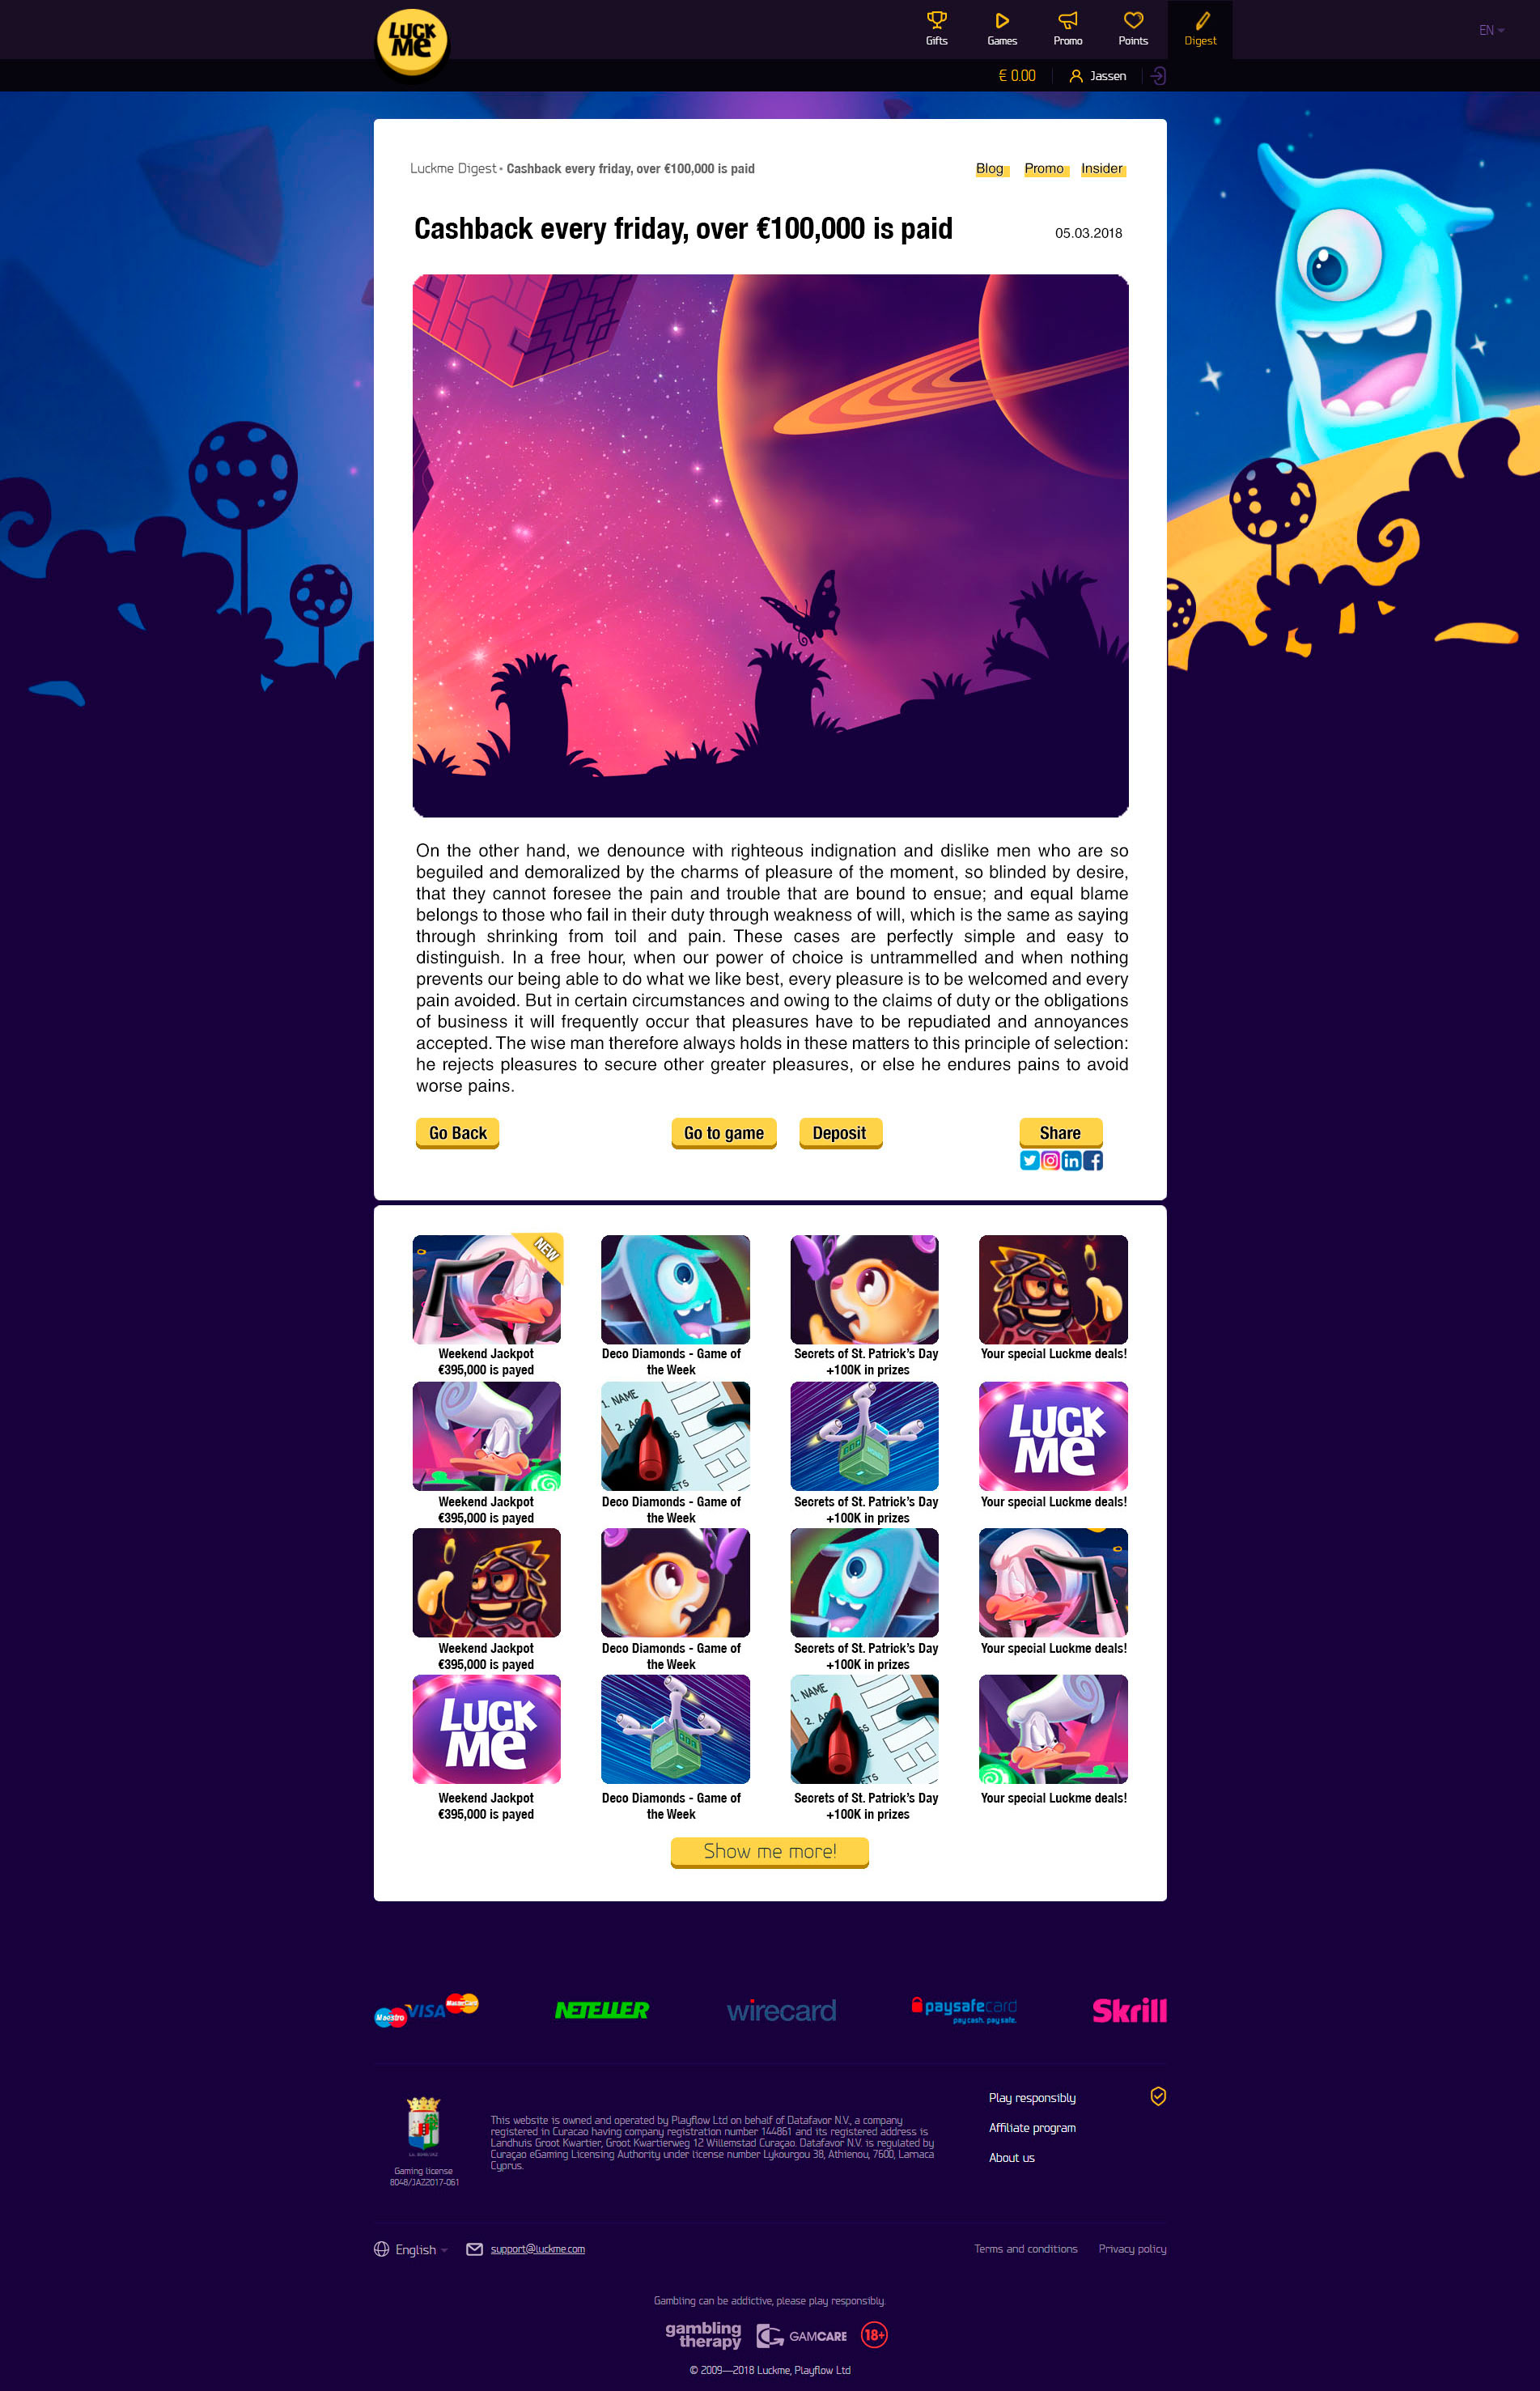 LUCK
ME
Gifts
Games
Promo
Points
Digest
EN
€ 0.00
Jassen
Luckme Digest • Cashback every friday, over €100,000 is paid
Blog
Promo
Insider
Cashback every friday, over €100,000 is paid
05.03.2018
On the other hand, we denounce with righteous indignation and dislike men who are so
beguiled and demoralized by the charms of pleasure of the moment, so blinded by desire,
that they cannot foresee the pain and trouble that are bound to ensue; and equal blame
belongs to those who fail in their duty through weakness of will, which is the same as saying
through shrinking from toil and pain. These cases are perfectly simple and easy to
distinguish. In a free hour, when our power of choice is untrammelled and when nothing
prevents our being able to do what we like best, every pleasure is to be welcomed and every
pain avoided. But in certain circumstances and owing to the claims of duty or the obligations
of business it will frequently occur that pleasures have to be repudiated and annoyances
accepted. The wise man therefore always holds in these matters to this principle of selection:
he rejects pleasures to secure other greater pleasures, or else he endures pains to avoid
worse pains.
Go Back
Go to game
Deposit
Share
NEW
Weekend Jackpot
€395,000 is payed
Deco Diamonds - Game of
the Week
Secrets of St. Patrick's Day
+100K in prizes
Your special Luckme deals!
1. NAME
2.
LUCK
ME
Weekend Jackpot
€395,000 is payed
Deco Diamonds - Game of
the Week
Secrets of St. Patrick's Day
+100K in prizes
Your special Luckme deals!
Weekend Jackpot
€395,000 is payed
Deco Diamonds - Game of
the Week
Secrets of St. Patrick's Day
+100K in prizes
Your special Luckme deals!
LUCK
ME
1. NAME
2.
Weekend Jackpot
€395,000 is payed
Deco Diamonds - Game of
the Week
Secrets of St. Patrick's Day
+100K in prizes
Your special Luckme deals!
Show me more!
Maestro
VISA
MasterCard
NETELLER
wirecard
paysafecard
pay cash. pay safe.
Skrill
Gaming license
8048/JAZ2017-061
This website is owned and operated by Playflow Ltd on behalf of Datafavor N.V., a company
registered in Curacao having company registration number 144861 and its registered address is
Landhuis Groot Kwartier, Groot Kwartierweg 12 Willemstad Curaçao. Datafavor N.V. is regulated by
Curaçao eGaming Licensing Authority under license number Lykourgou 38, Athienou, 7600, Larnaca
Cyprus.
Play responsibly
Affiliate program
About us
English
support@luckme.com
Terms and conditions
Privacy policy
Gambling can be addictive, please play responsibly.
gambling
therapy
GAMCARE
18+
© 2009—2018 Luckme, Playflow Ltd